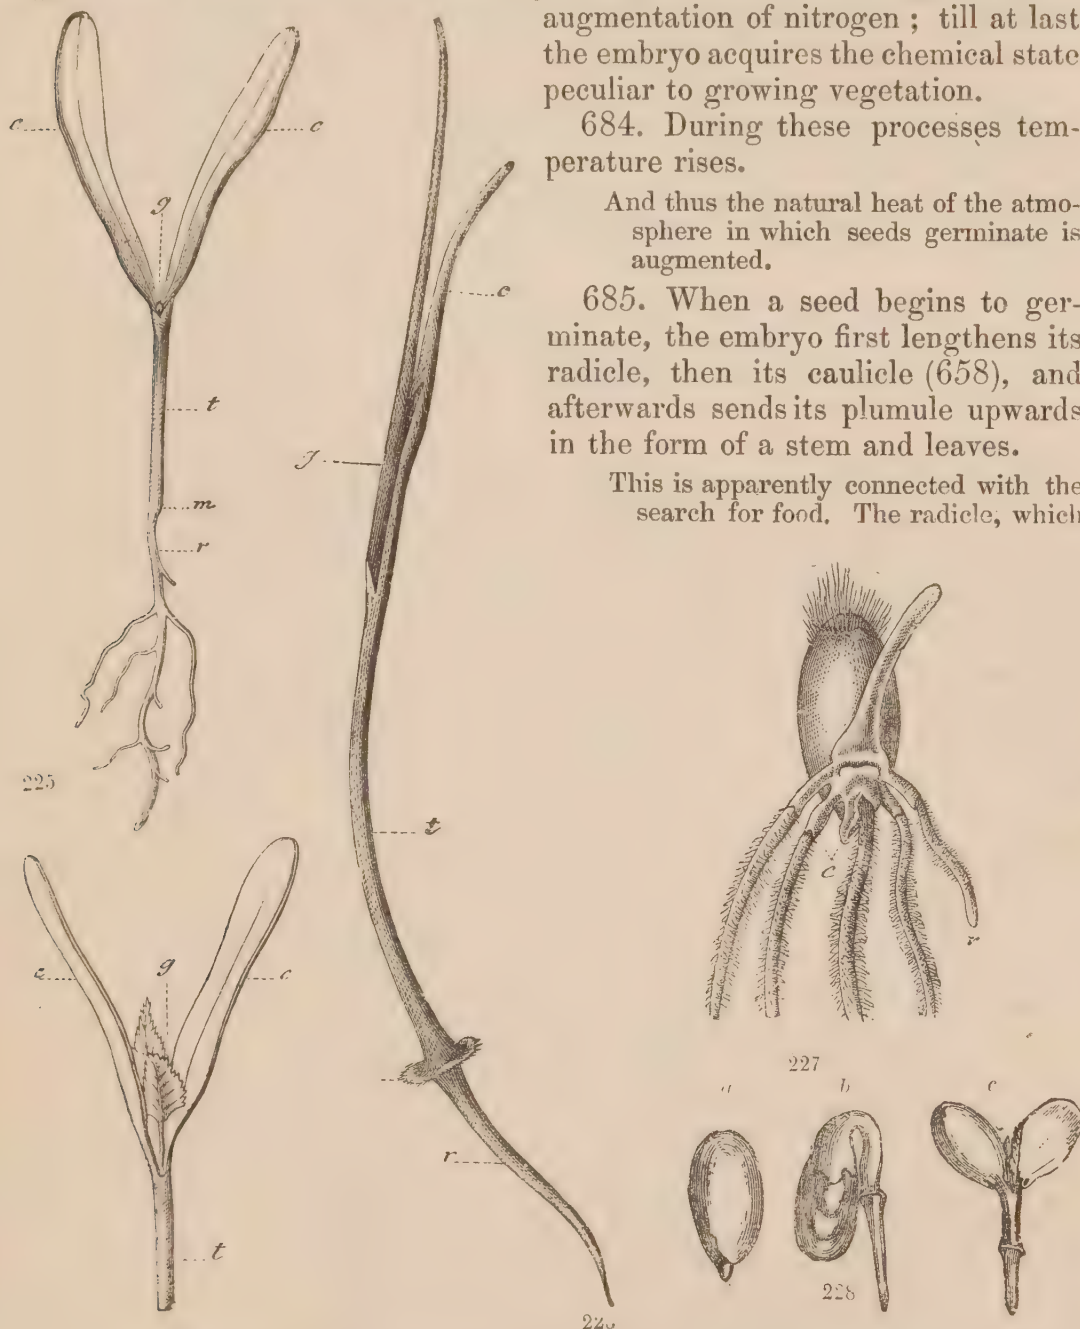 augmentation of nitrogen ; till at last
the embryo acquires the chemical state
peculiar to growing vegetation.
684. During these processes tem-
perature rises.
And thus the natural heat of the atmo-
sphere in which seeds germinate is
augmented.
685. When a seed begins to ger-
minate, the embryo first lengthens its
radicle, then its caulicle (658), and
afterwards sends its plumule upwards
in the form of a stem and leaves.
This is apparently connected with the
search for food. The radicle, which
c
c
g
t
m
r
225
c
g
c
t
c
g
t
r
c
r
227
a
b
c
228